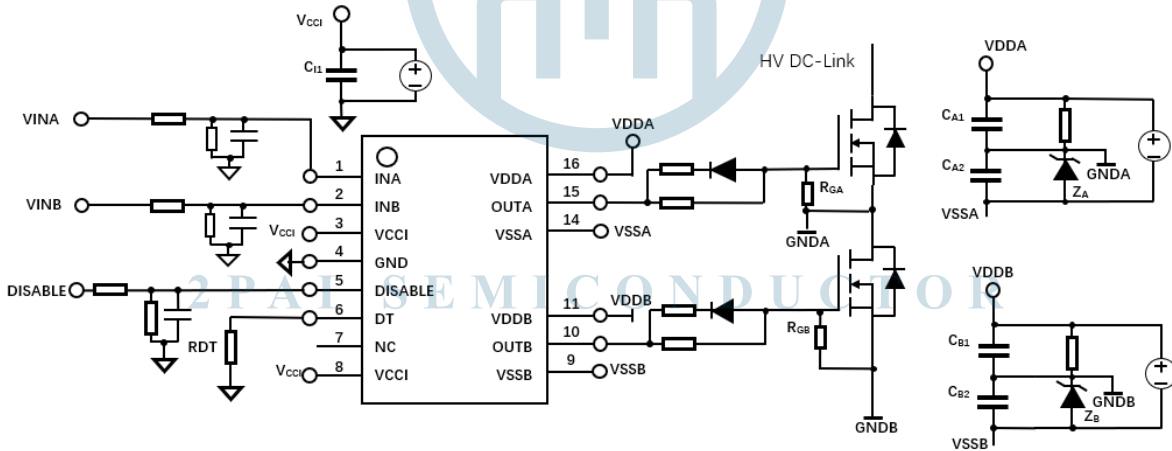 VCCI
CI1
HV DC-Link
VDDA
VDDA
VINA
CA1
1
INA
VDDA
16
RGA
CA2
GNDA
ZA
VINB
2
INB
OUTA
15
VSSA
VCCI
3
VCCI
VSSA
14
VSSA
GNDA
4
GND
DISABLE
5
DISABLE
2PAI SEMICONDUCTOR
VDDB
6
DT
VDDB
11
VDDB
RDT
7
NC
OUTB
10
RGB
CB1
VCCI
8
VCCI
VSSB
9
VSSB
CB2
GNDB
ZB
GNDB
VSSB